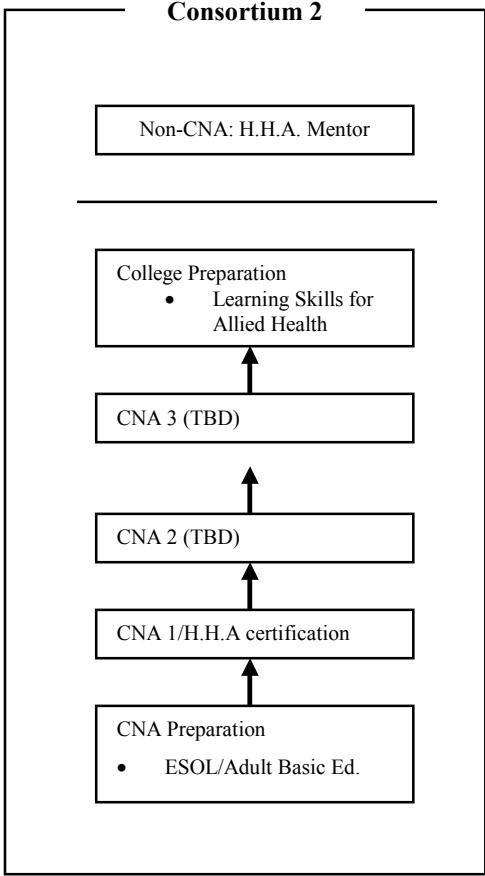 Consortium 2
Non-CNA: H.H.A. Mentor
College Preparation
• Learning Skills for
Allied Health
CNA 3 (TBD)
CNA 2 (TBD)
CNA 1/H.H.A certification
CNA Preparation
• ESOL/Adult Basic Ed.